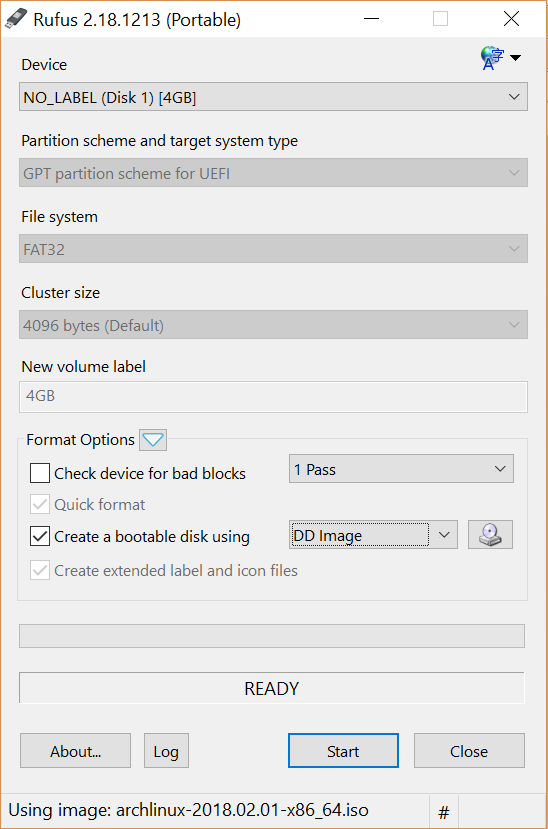 Rufus 2.18.1213 (Portable)
Device
NO_LABEL (Disk 1) [4GB]
Partition scheme and target system type
GPT partition scheme for UEFI
File system
FAT32
Cluster size
4096 bytes (Default)
New volume label
4GB
Format Options
Check device for bad blocks 1 Pass
Quick format
Create a bootable disk using DD Image
Create extended label and icon files
READY
About... Log Start Close
Using image: archlinux-2018.02.01-x86_64.iso #